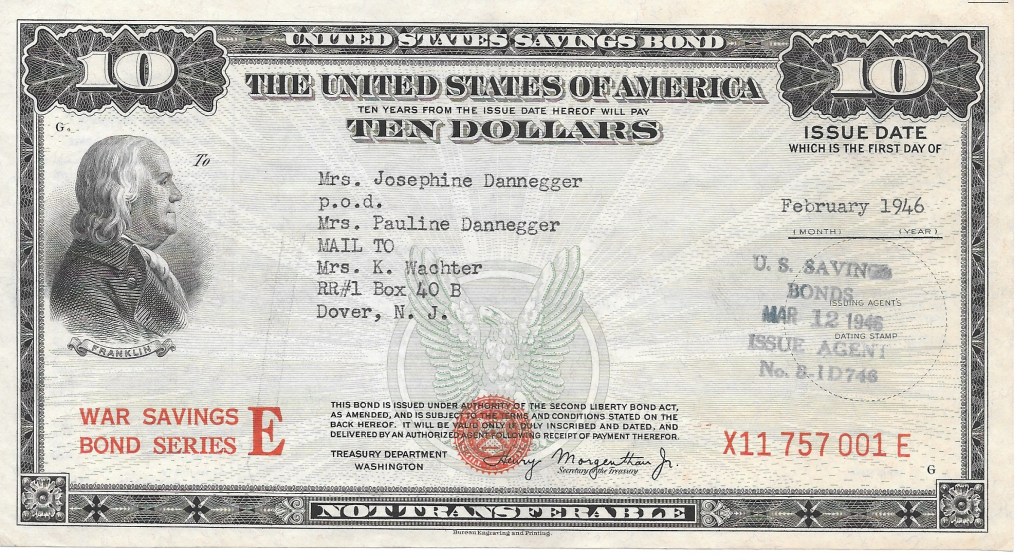 UNITED STATES SAVINGS BOND
10
10
THE UNITED STATES OF AMERICA
TEN YEARS FROM THE ISSUE DATE HEREOF WILL PAY
TEN DOLLARS
G.
ISSUE DATE
WHICH IS THE FIRST DAY OF
To
Mrs. Josephine Dannegger
p.o.d.
Mrs. Pauline Dannegger
MAIL TO
Mrs. K. Wachter
RR#1 Box 40 B
Dover, N. J.
February 1946
(MONTH) (YEAR)
U. S. SAVINGS
BONDS
ISSUING AGENT'S
MAR 12 1946
DATING STAMP
ISSUE AGENT
No. 8-1D746
FRANKLIN
WAR SAVINGS
BOND SERIES E
THIS BOND IS ISSUED UNDER AUTHORITY OF THE SECOND LIBERTY BOND ACT,
AS AMENDED, AND IS SUBJECT TO THE TERMS AND CONDITIONS STATED ON THE
BACK HEREOF. IT WILL BE VALID ONLY IF DULY INSCRIBED AND DATED, AND
DELIVERED BY AN AUTHORIZED AGENT FOLLOWING RECEIPT OF PAYMENT THEREFOR.
TREASURY DEPARTMENT
WASHINGTON
Henry Morgenthau Jr.
Secretary of the Treasury
X11 757 001 E
G
NOT TRANSFERABLE
Bureau Engraving and Printing.